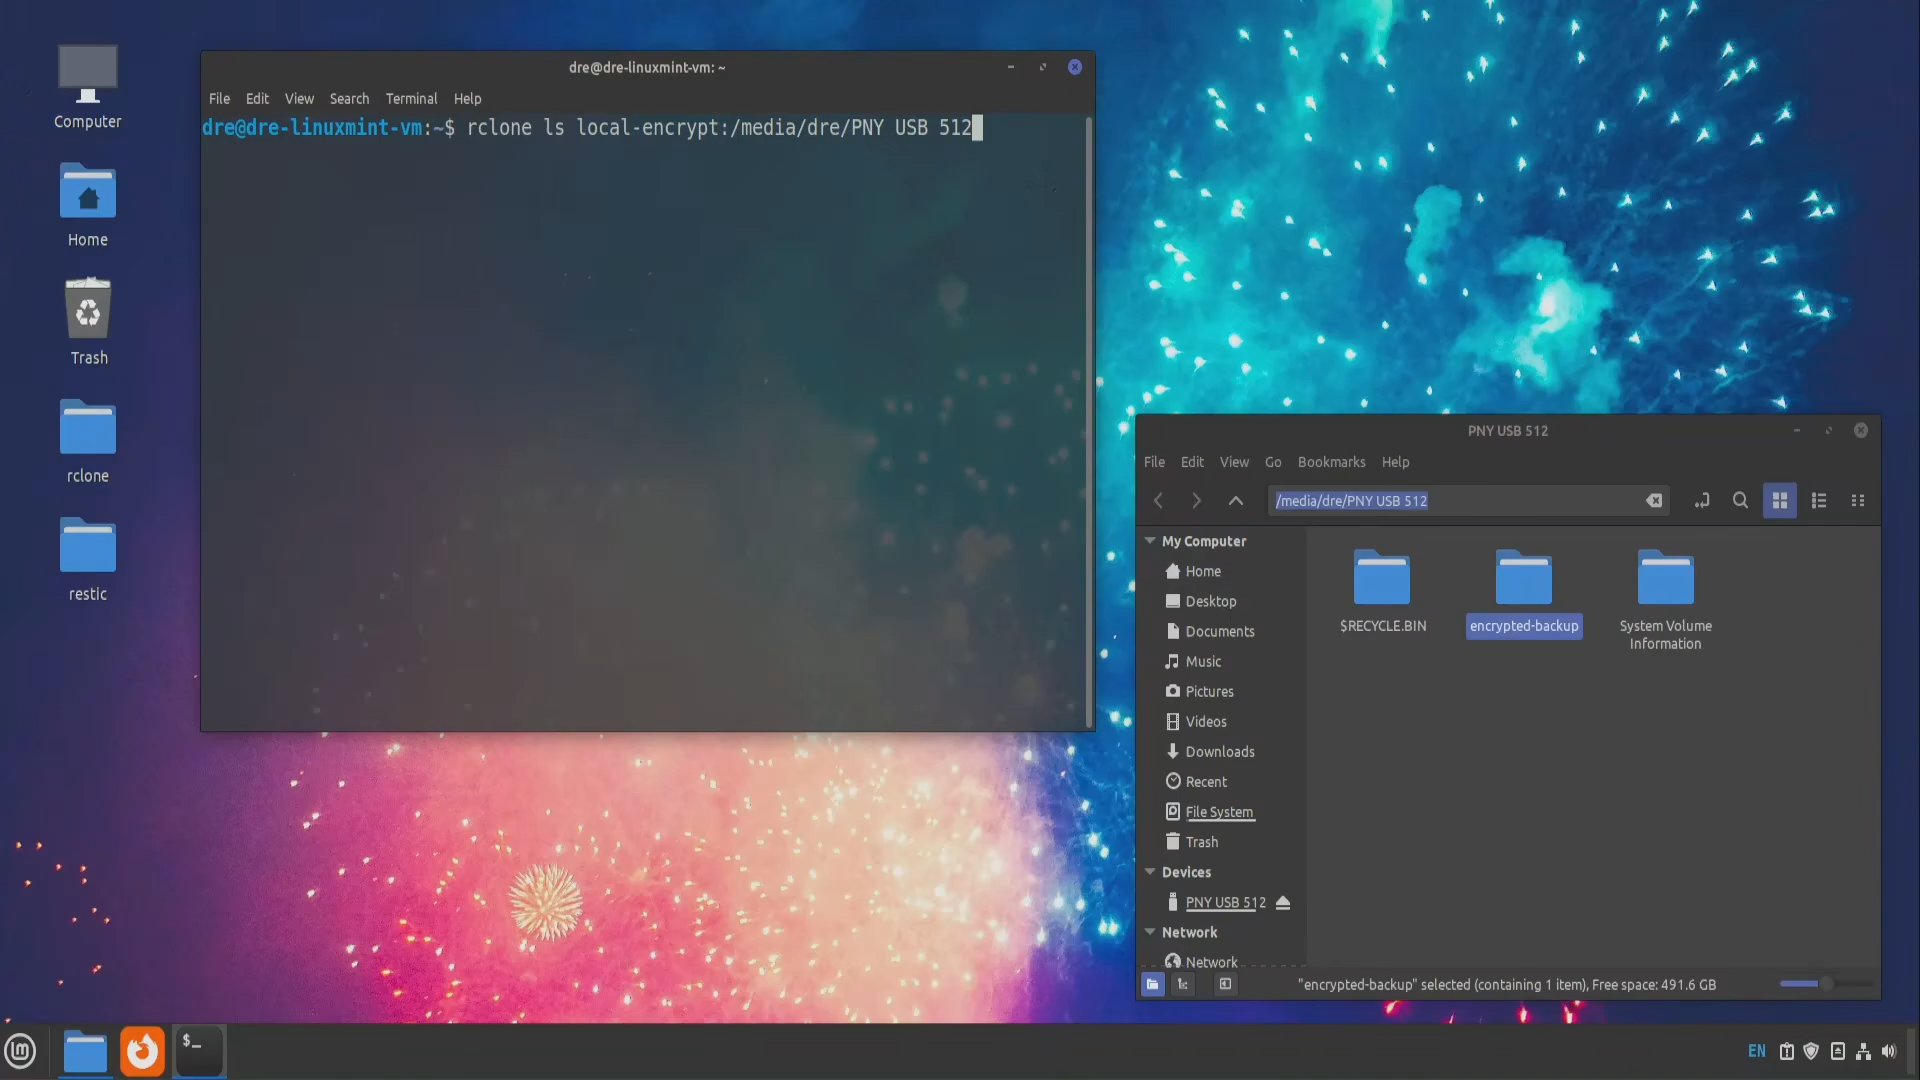 Computer
Home
Trash
rclone
restic
dre@dre-linuxmint-vm: ~
File Edit View Search Terminal Help
dre@dre-linuxmint-vm:~$ rclone ls local-encrypt:/media/dre/PNY USB 512
PNY USB 512
File Edit View Go Bookmarks Help
/media/dre/PNY USB 512
My Computer
Home
Desktop
Documents
Music
Pictures
Videos
Downloads
Recent
File System
Trash
Devices
PNY USB 512
Network
Network
$RECYCLE.BIN
encrypted-backup
System Volume
Information
"encrypted-backup" selected (containing 1 item), Free space: 491.6 GB
$_
EN